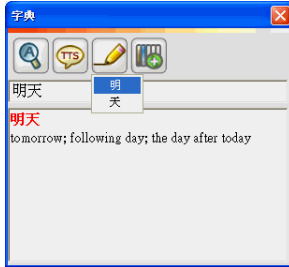 字典
TTS
明天
明
天
明天
tomorrow; following day; the day after today